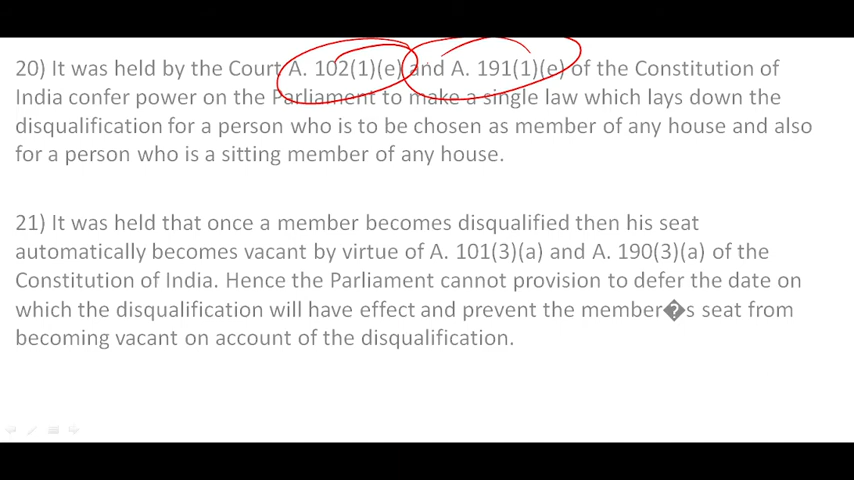 20) It was held by the Court A. 102(1)(e) and A. 191(1)(e) of the Constitution of
India confer power on the Parliament to make a single law which lays down the
disqualification for a person who is to be chosen as member of any house and also
for a person who is a sitting member of any house.
21) It was held that once a member becomes disqualified then his seat
automatically becomes vacant by virtue of A. 101(3)(a) and A. 190(3)(a) of the
Constitution of India. Hence the Parliament cannot provision to defer the date on
which the disqualification will have effect and prevent the member�s seat from
becoming vacant on account of the disqualification.